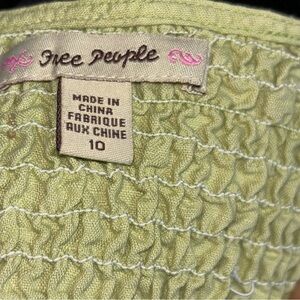 Free People
MADE IN
CHINA
FABRIQUE
AUX CHINE
10